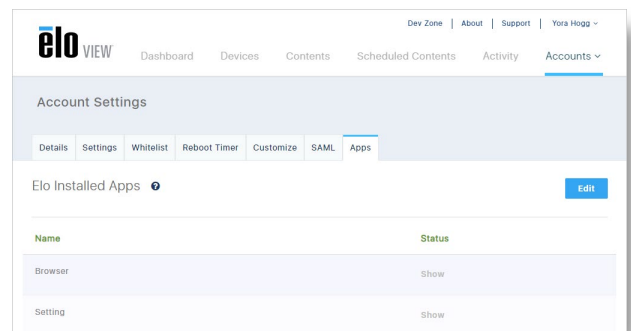 Dev Zone | About | Support | Yora Hogg
elo VIEW Dashboard Devices Contents Scheduled Contents Activity Accounts
Account Settings
Details Settings Whitelist Reboot Timer Customize SAML Apps
Elo Installed Apps ? Edit
Name Status
Browser Show
Setting Show